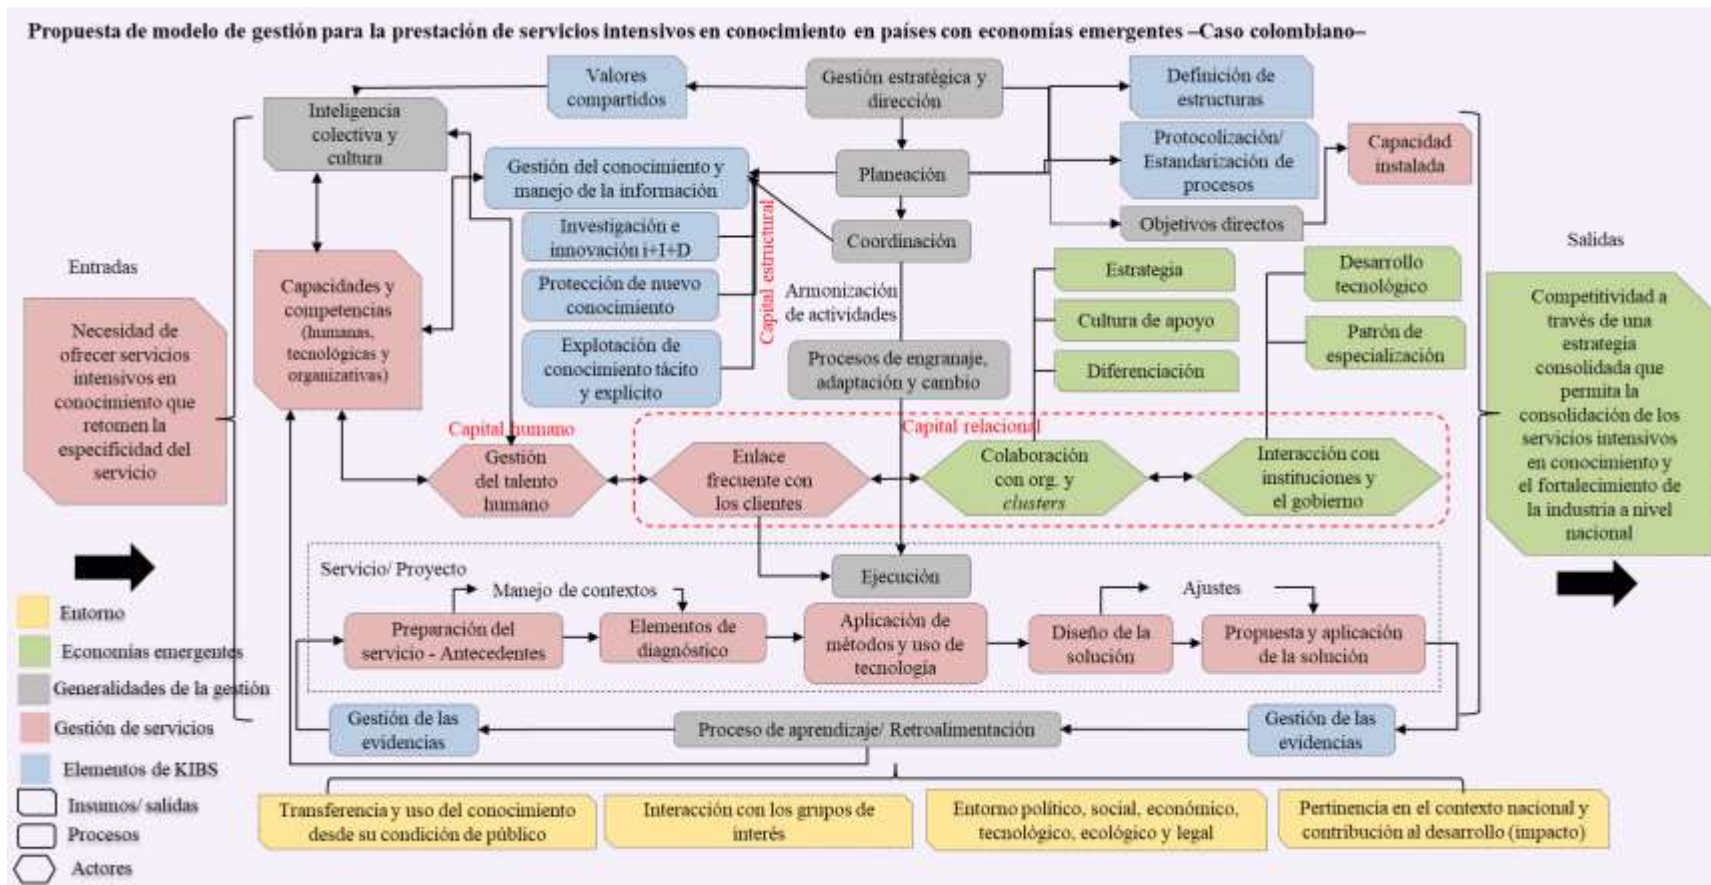 Propuesta de modelo de gestión para la prestación de servicios intensivos en conocimiento en países con economías emergentes –Caso colombiano–
Valores
compartidos
Gestión estratégica y
dirección
Definición de
estructuras
Inteligencia
colectiva y
cultura
Gestión del conocimiento y
manejo de la información
Planeación
Protocolización/
Estandarización de
procesos
Capacidad
instalada
Investigación e
innovación i+I+D
Coordinación
Objetivos directos
Capital estructural
Entradas
Salidas
Capacidades y
competencias
(humanas,
tecnológicas y
organizativas)
Protección de nuevo
conocimiento
Armonización
de actividades
Estrategia
Desarrollo
tecnológico
Necesidad de
ofrecer servicios
intensivos en
conocimiento que
retomen la
especificidad del
servicio
Explotación de
conocimiento tácito
y explícito
Procesos de engranaje,
adaptación y cambio
Cultura de apoyo
Diferenciación
Patrón de
especialización
Competitividad a
través de una
estrategia
consolidada que
permita la
consolidación de los
servicios intensivos
en conocimiento y
el fortalecimiento de
la industria a nivel
nacional
Capital humano
Capital relacional
Gestión
del talento
humano
Enlace
frecuente con
los clientes
Colaboración
con org. y
clusters
Interacción con
instituciones y
el gobierno
Servicio/ Proyecto
Ejecución
Manejo de contextos
Ajustes
Preparación del
servicio - Antecedentes
Elementos de
diagnóstico
Aplicación de
métodos y uso de
tecnología
Diseño de la
solución
Propuesta y aplicación
de la solución
Gestión de las
evidencias
Proceso de aprendizaje/ Retroalimentación
Gestión de las
evidencias
Transferencia y uso del conocimiento
desde su condición de público
Interacción con los grupos de
interés
Entorno político, social, económico,
tecnológico, ecológico y legal
Pertinencia en el contexto nacional y
contribución al desarrollo (impacto)
Entorno
Economías emergentes
Generalidades de la gestión
Gestión de servicios
Elementos de KIBS
Insumos/ salidas
Procesos
Actores